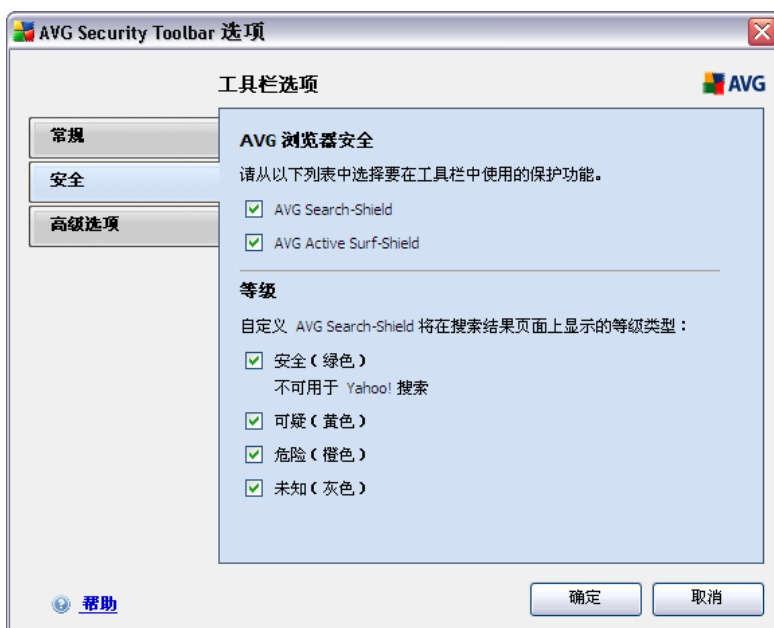 AVG Security Toolbar 选项
工具栏选项
AVG
常规
安全
高级选项
AVG 浏览器安全
请从以下列表中选择要在工具栏中使用的保护功能。
AVG Search-Shield
AVG Active Surf-Shield
等级
自定义 AVG Search-Shield 将在搜索结果页面上显示的等级类型：
安全（绿色）
不可用于 Yahoo! 搜索
可疑（黄色）
危险（橙色）
未知（灰色）
帮助
确定
取消